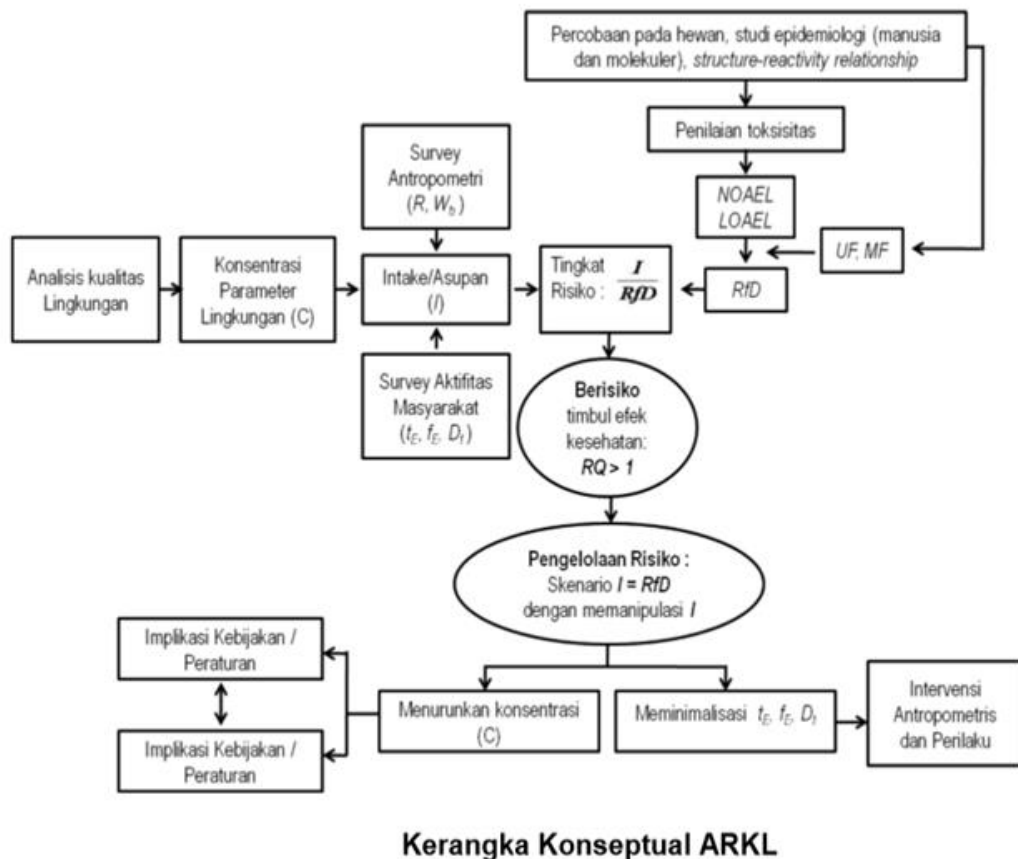 Percobaan pada hewan, studi epidemiologi (manusia
dan molekuler), structure-reactivity relationship
Penilaian toksisitas
Survey
Antropometri
(R, Wb)
NOAEL
LOAEL
UF, MF
Analisis kualitas
Lingkungan
Konsentrasi
Parameter
Lingkungan (C)
Intake/Asupan
(I)
Tingkat
Risiko : I
RfD
RfD
Survey Aktifitas
Masyarakat
(tE, fE, Dt)
Berisiko
timbul efek
kesehatan:
RQ > 1
Pengelolaan Risiko :
Skenario I = RfD
dengan memanipulasi I
Implikasi Kebijakan /
Peraturan
Implikasi Kebijakan /
Peraturan
Menurunkan konsentrasi
(C)
Meminimalisasi tE, fE, Dt
Intervensi
Antropometris
dan Perilaku
Kerangka Konseptual ARKL